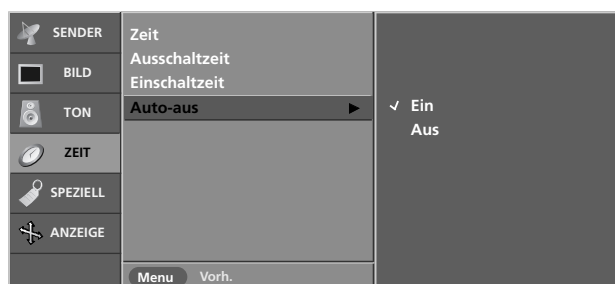 SENDER
BILD
TON
ZEIT
SPEZIELL
ANZEIGE
Zeit
Ausschaltzeit
Einschaltzeit
Auto-aus
Ein
Aus
Menu Vorh.